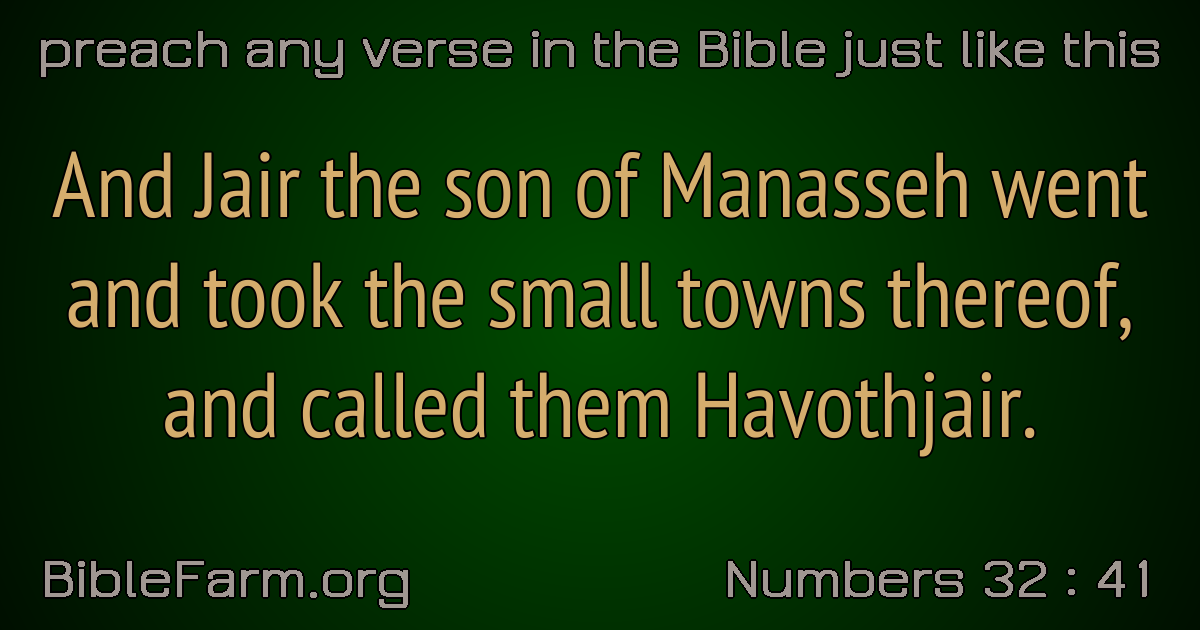 preach any verse in the Bible just like this
And Jair the son of Manasseh went
and took the small towns thereof,
and called them Havothjair.
BibleFarm.org
Numbers 32 : 41